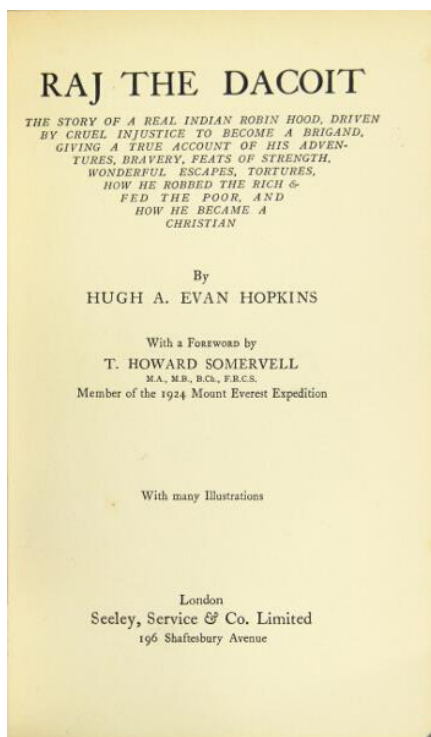 RAJ THE DACOIT
THE STORY OF A REAL INDIAN ROBIN HOOD, DRIVEN
BY CRUEL INJUSTICE TO BECOME A BRIGAND,
GIVING A TRUE ACCOUNT OF HIS ADVEN-
TURES, BRAVERY, FEATS OF STRENGTH,
WONDERFUL ESCAPES, TORTURES,
HOW HE ROBBED THE RICH &
FED THE POOR, AND
HOW HE BECAME A
CHRISTIAN
By
HUGH A. EVAN HOPKINS
With a FOREWORD by
T. HOWARD SOMERVELL
M.A., M.B., B.Ch., F.R.C.S.
Member of the 1924 Mount Everest Expedition
With many Illustrations
London
Seeley, Service & Co. Limited
196 Shaftesbury Avenue